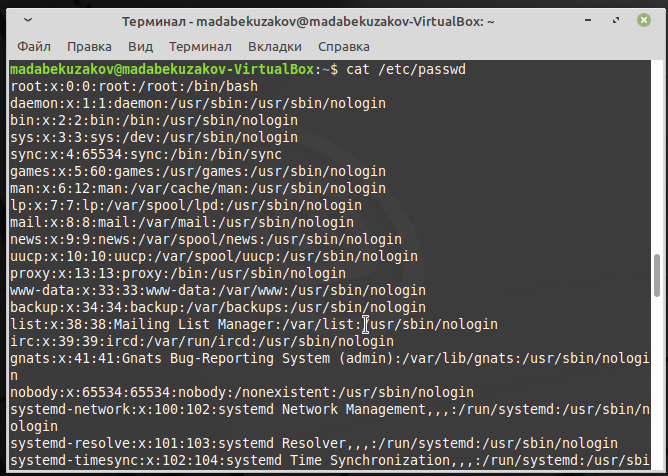 Терминал - madabekuzakov@madabekuzakov-VirtualBox: ~
Файл Правка Вид Терминал Вкладки Справка
madabekuzakov@madabekuzakov-VirtualBox:~$ cat /etc/passwd
root:x:0:0:root:/root:/bin/bash
daemon:x:1:1:daemon:/usr/sbin:/usr/sbin/nologin
bin:x:2:2:bin:/bin:/usr/sbin/nologin
sys:x:3:3:sys:/dev:/usr/sbin/nologin
sync:x:4:65534:sync:/bin:/bin/sync
games:x:5:60:games:/usr/games:/usr/sbin/nologin
man:x:6:12:man:/var/cache/man:/usr/sbin/nologin
lp:x:7:7:lp:/var/spool/lpd:/usr/sbin/nologin
mail:x:8:8:mail:/var/mail:/usr/sbin/nologin
news:x:9:9:news:/var/spool/news:/usr/sbin/nologin
uucp:x:10:10:uucp:/var/spool/uucp:/usr/sbin/nologin
proxy:x:13:13:proxy:/bin:/usr/sbin/nologin
www-data:x:33:33:www-data:/var/www:/usr/sbin/nologin
backup:x:34:34:backup:/var/backups:/usr/sbin/nologin
list:x:38:38:Mailing List Manager:/var/list:/usr/sbin/nologin
irc:x:39:39:ircd:/var/run/ircd:/usr/sbin/nologin
gnats:x:41:41:Gnats Bug-Reporting System (admin):/var/lib/gnats:/usr/sbin/nologi
n
nobody:x:65534:65534:nobody:/nonexistent:/usr/sbin/nologin
systemd-network:x:100:102:systemd Network Management,,,:/run/systemd:/usr/sbin/n
ologin
systemd-resolve:x:101:103:systemd Resolver,,,:/run/systemd:/usr/sbin/nologin
systemd-timesync:x:102:104:systemd Time Synchronization,,,:/run/systemd:/usr/sbi